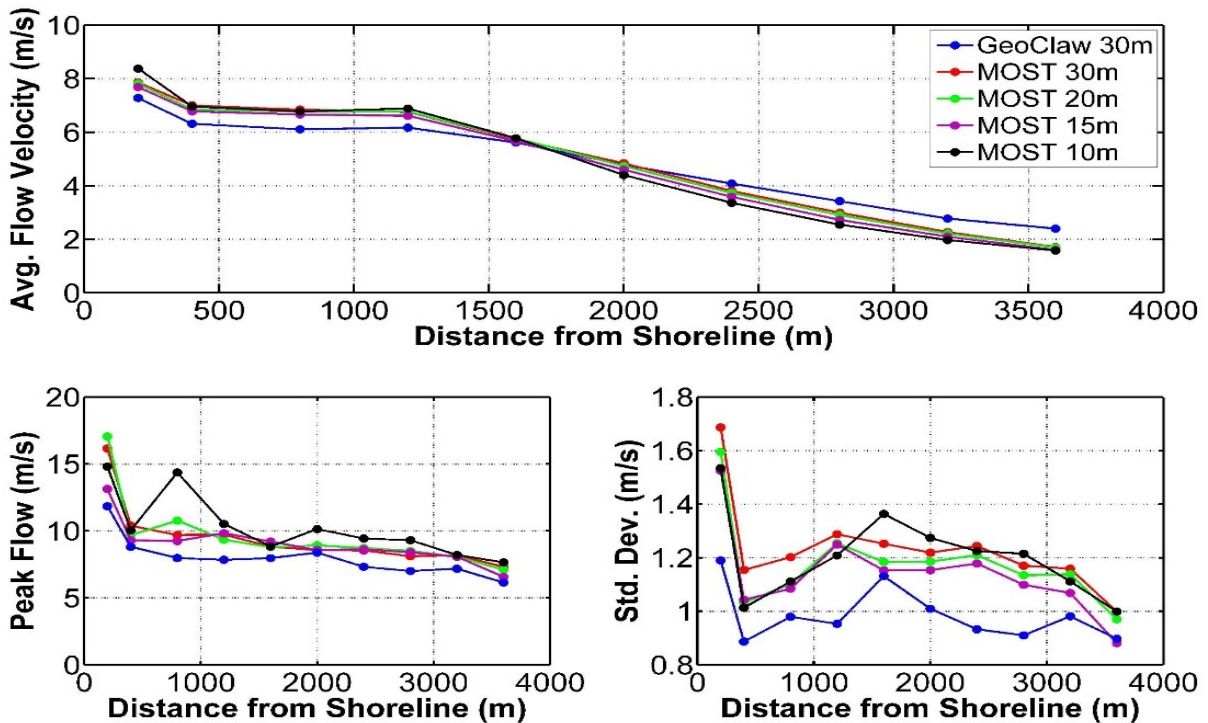 Avg. Flow Velocity (m/s)
10
8
6
4
2
0
GeoClaw 30m
MOST 30m
MOST 20m
MOST 15m
MOST 10m
0 500 1000 1500 2000 2500 3000 3500 4000
Distance from Shoreline (m)
Peak Flow (m/s)
20
15
10
5
0
0 1000 2000 3000 4000
Distance from Shoreline (m)
Std. Dev. (m/s)
1.8
1.6
1.4
1.2
1
0.8
0 1000 2000 3000 4000
Distance from Shoreline (m)